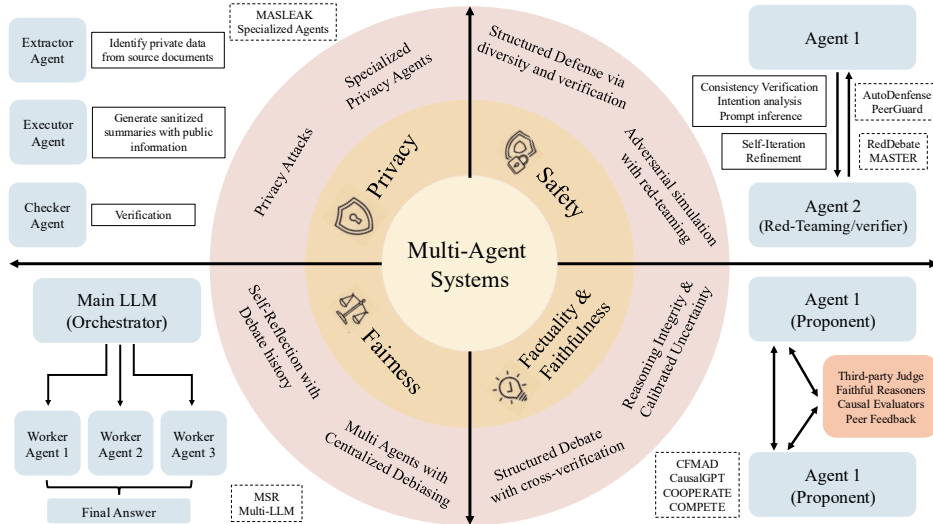 MASLEAK
Specialized Agents
Extractor
Agent
Identify private data
from source documents
Executor
Agent
Generate sanitized
summaries with public
information
Checker
Agent
Verification
Specialized
Privacy Agents
Privacy Attacks
Privacy
Structured Defense via
diversity and verification
Adversarial simulation
with red-teaming
Safety
Agent 1
Consistency Verification
Intention analysis
Prompt inference
Self-Iteration
Refinement
AutoDenfense
PeerGuard
RedDebate
MASTER
Agent 2
(Red-Teaming/verifier)
Multi-Agent
Systems
Main LLM
(Orchestrator)
Worker
Agent 1
Worker
Agent 2
Worker
Agent 3
Final Answer
MSR
Multi-LLM
Self-Reflection with
Debate history
Multi Agents with
Centralized Debiasing
Fairness
Factuality &
Faithfulness
Reasoning Integrity &
Calibrated Uncertainty
Structured Debate
with cross-verification
CFMAD
CausalGPT
COOPERATE
COMPETE
Agent 1
(Proponent)
Third-party Judge
Faithful Reasoners
Causal Evaluators
Peer Feedback
Agent 1
(Proponent)